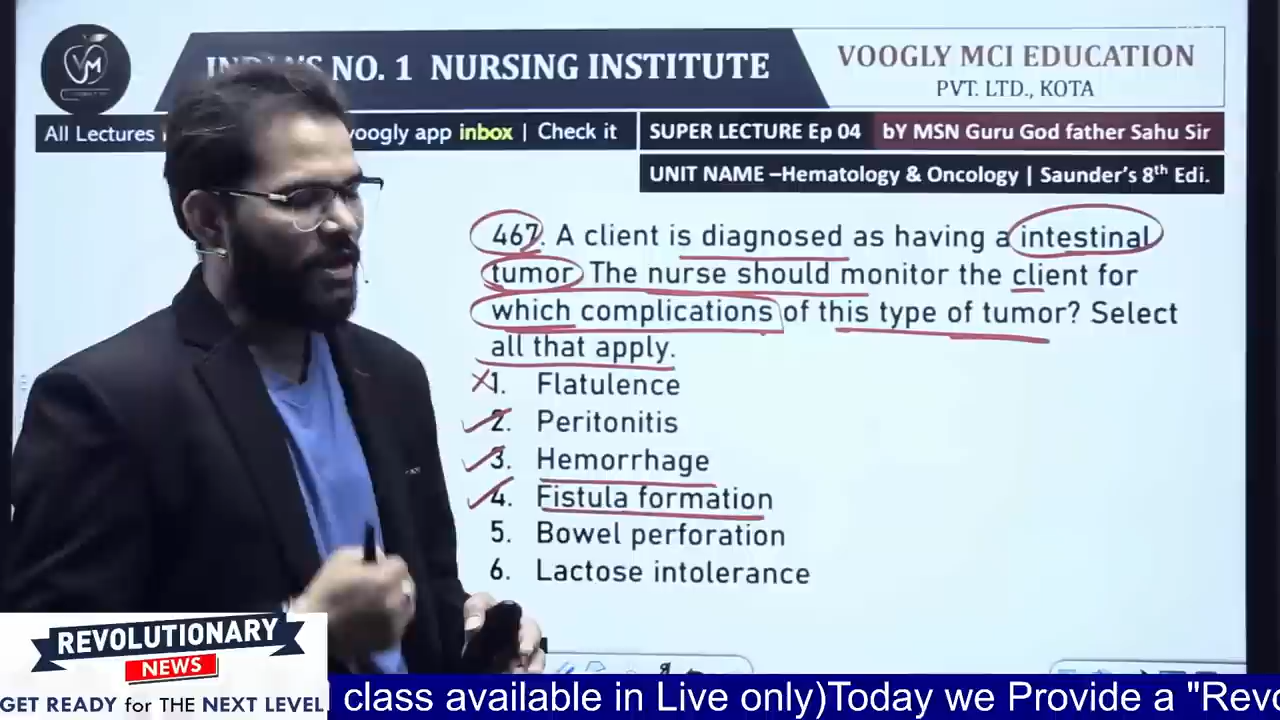 VM
NO. 1 NURSING INSTITUTE
VOOGLY MCI EDUCATION
PVT. LTD., KOTA
All Lectures
voogly app inbox | Check it
SUPER LECTURE Ep 04
bY MSN Guru God father Sahu Sir
UNIT NAME –Hematology & Oncology | Saunder's 8th Edi.
467. A client is diagnosed as having a intestinal
tumor. The nurse should monitor the client for
which complications of this type of tumor? Select
all that apply.
1. Flatulence
2. Peritonitis
3. Hemorrhage
4. Fistula formation
5. Bowel perforation
6. Lactose intolerance
REVOLUTIONARY
NEWS
GET READY for THE NEXT LEVEL
class available in Live only)Today we Provide a "Revo